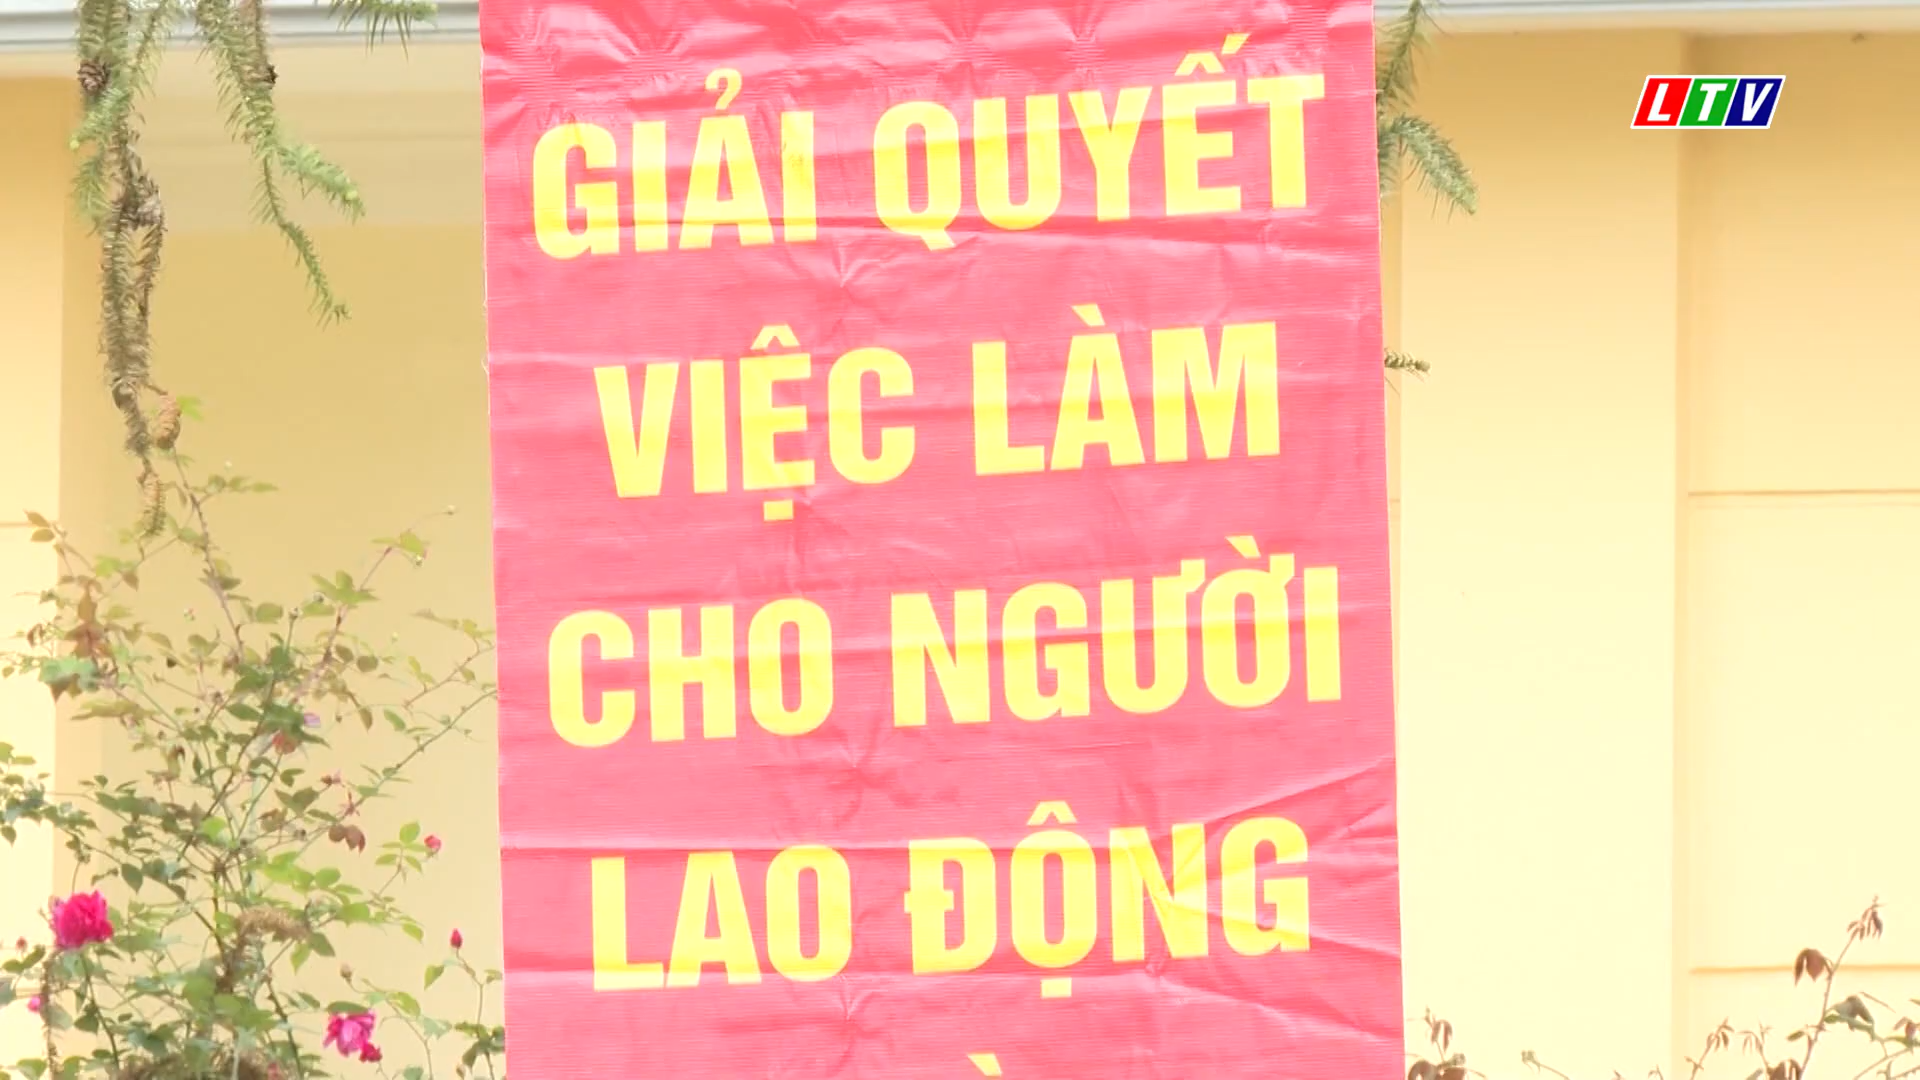 LTV
GIẢI QUYẾT
VIỆC LÀM
CHO NGƯỜI
LAO ĐỘNG